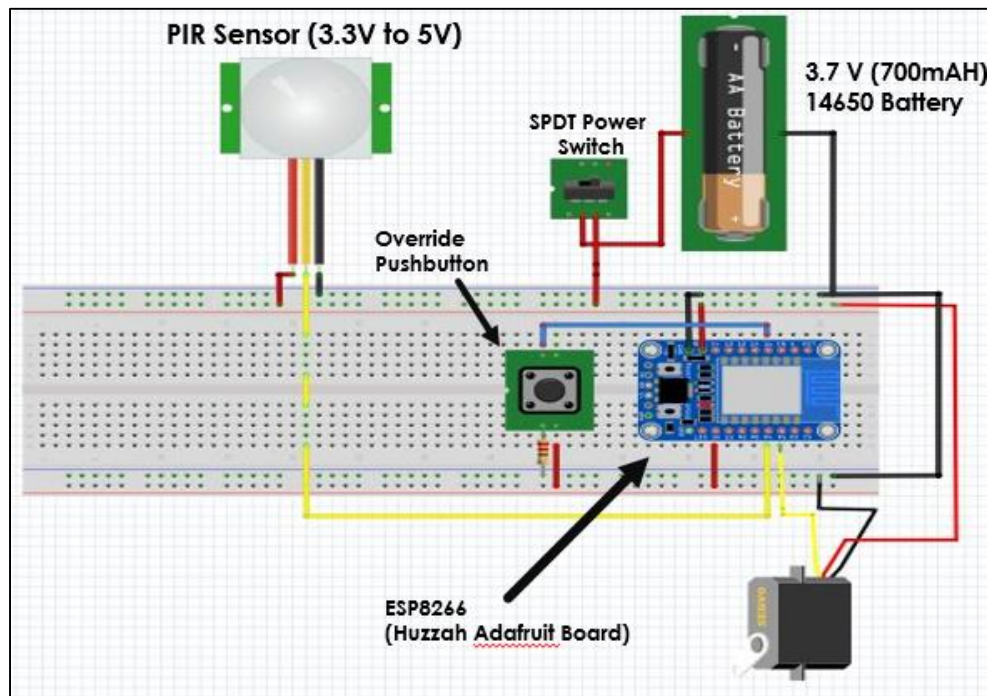 PIR Sensor (3.3V to 5V)
3.7 V (700mAH)
14650 Battery
SPDT Power
Switch
AA Battery
- 
+
Override
Pushbutton
ESP8266
(Huzzah Adafruit Board)
SERVO